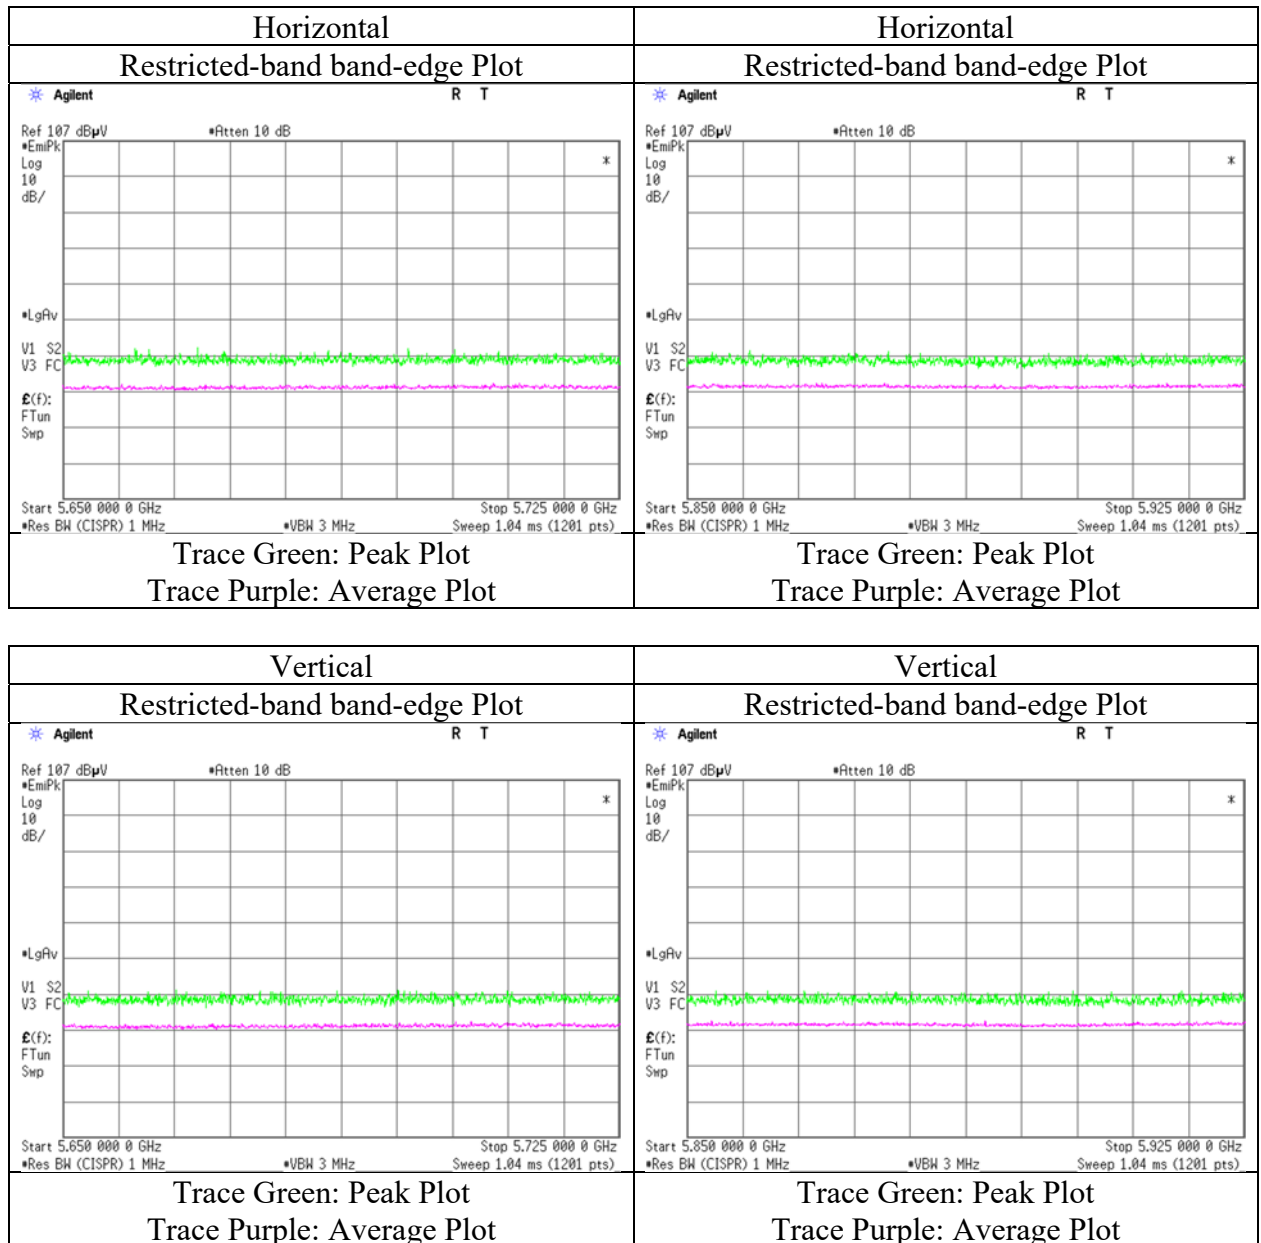 Horizontal Horizontal
Restricted-band band-edge Plot Restricted-band band-edge Plot
Agilent R T
Ref 107 dBµV #Atten 10 dB
#EmiPk
Log
10
dB/
*
#LgAv
V1 S2
V3 FC
£(f):
FTun
Swp
Start 5.650 000 0 GHz Stop 5.725 000 0 GHz
#Res BW (CISPR) 1 MHz #VBW 3 MHz Sweep 1.04 ms (1201 pts)
Agilent R T
Ref 107 dBµV #Atten 10 dB
#EmiPk
Log
10
dB/
*
#LgAv
V1 S2
V3 FC
£(f):
FTun
Swp
Start 5.850 000 0 GHz Stop 5.925 000 0 GHz
#Res BW (CISPR) 1 MHz #VBW 3 MHz Sweep 1.04 ms (1201 pts)
Trace Green: Peak Plot Trace Green: Peak Plot
Trace Purple: Average Plot Trace Purple: Average Plot
Vertical Vertical
Restricted-band band-edge Plot Restricted-band band-edge Plot
Agilent R T
Ref 107 dBµV #Atten 10 dB
#EmiPk
Log
10
dB/
*
#LgAv
V1 S2
V3 FC
£(f):
FTun
Swp
Start 5.650 000 0 GHz Stop 5.725 000 0 GHz
#Res BW (CISPR) 1 MHz #VBW 3 MHz Sweep 1.04 ms (1201 pts)
Agilent R T
Ref 107 dBµV #Atten 10 dB
#EmiPk
Log
10
dB/
*
#LgAv
V1 S2
V3 FC
£(f):
FTun
Swp
Start 5.850 000 0 GHz Stop 5.925 000 0 GHz
#Res BW (CISPR) 1 MHz #VBW 3 MHz Sweep 1.04 ms (1201 pts)
Trace Green: Peak Plot Trace Green: Peak Plot
Trace Purple: Average Plot Trace Purple: Average Plot